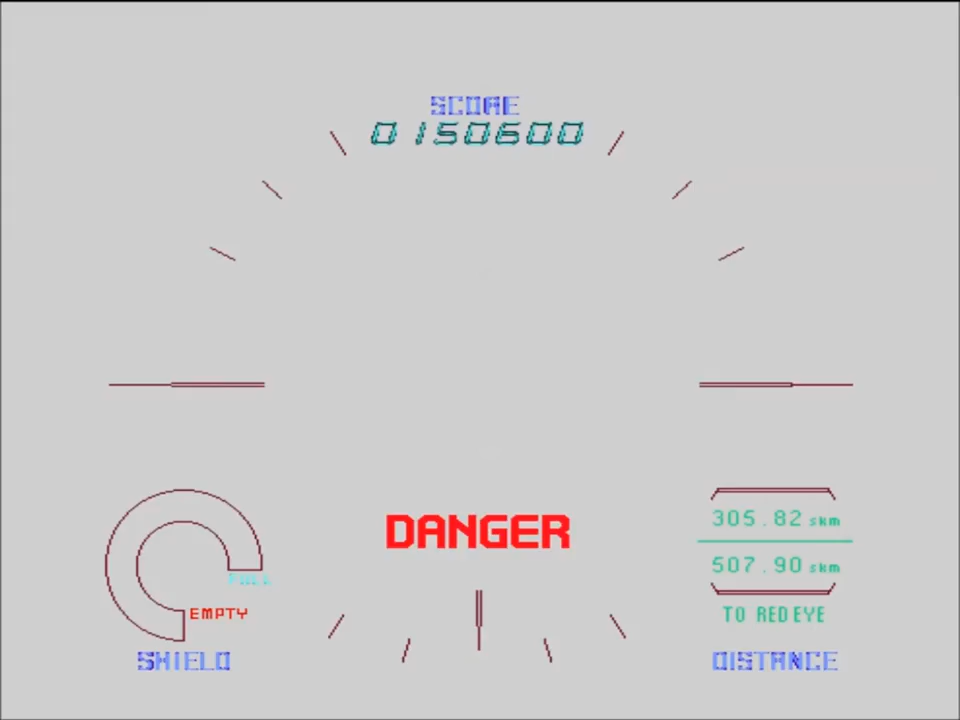 SCORE
0150600
DANGER
305.82 skm
507.90 skm
FULL
EMPTY
TO RED EYE
SHIELD
DISTANCE